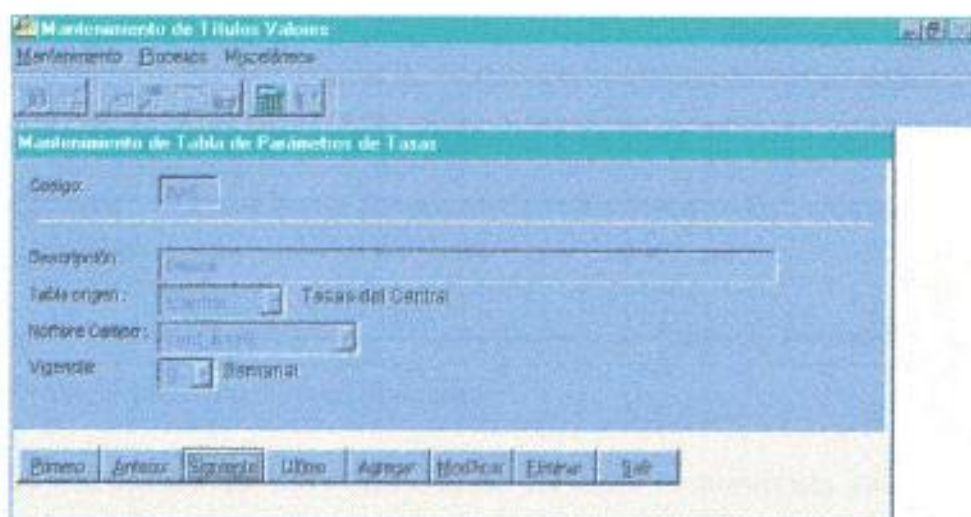 Mantenimiento de Títulos Valores
Mantenimiento Procesos Misceláneos
Mantenimiento de Tabla de Parámetros de Tasas
Codigo:
Descripción
Tabla origen : Tasas del Central
Nombre Campo :
Vigencia: Semanal
Primero Anterior Siguiente Ultimo Agregar Modificar Eliminar Salir